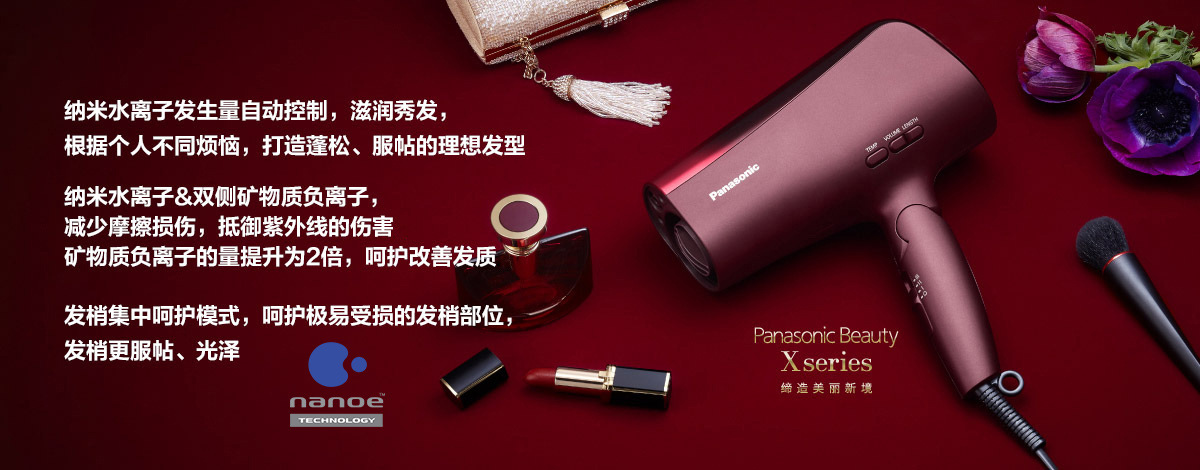 纳米水离子发生量自动控制，滋润秀发，
根据个人不同烦恼，打造蓬松、服帖的理想发型
纳米水离子&双侧矿物质负离子，
减少摩擦损伤，抵御紫外线的伤害
矿物质负离子的量提升为2倍，呵护改善发质
发梢集中呵护模式，呵护极易受损的发梢部位，
发梢更服帖、光泽
nanoe™
TECHNOLOGY
Panasonic
TEMP VOLUME LENGTH
Panasonic Beauty
X series
缔造美丽新境